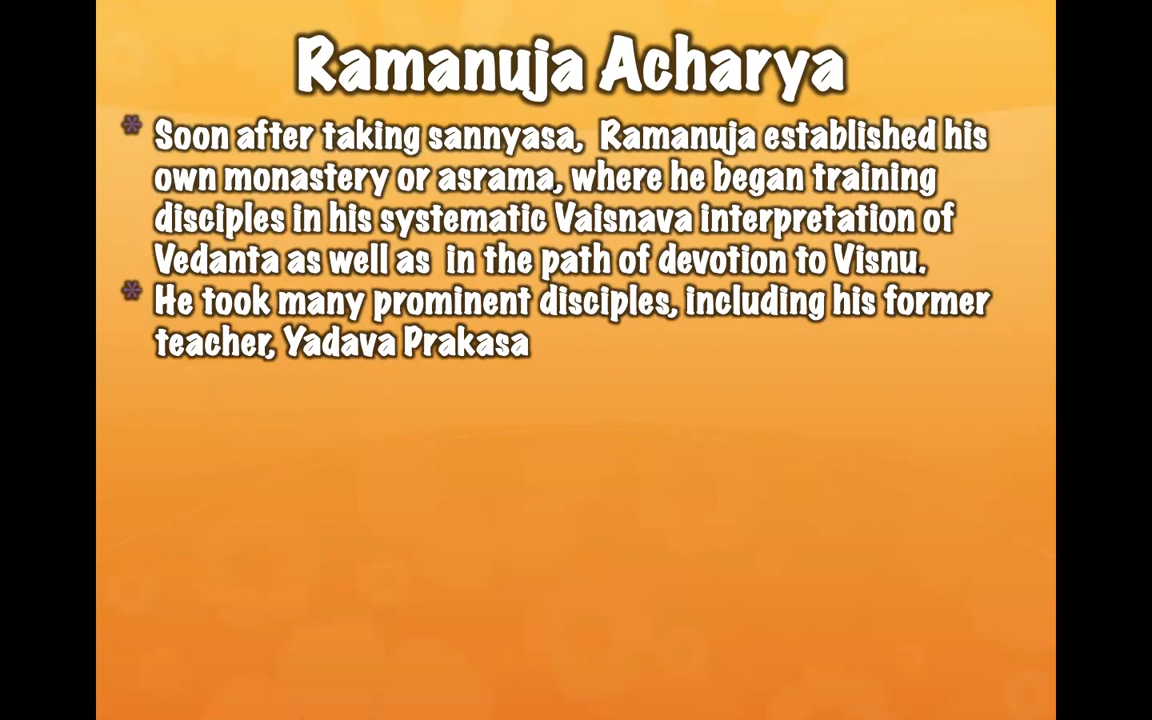 Ramanuja Acharya
* Soon after taking sannyasa, Ramanuja established his
own monastery or asrama, where he began training
disciples in his systematic Vaisnava interpretation of
Vedanta as well as in the path of devotion to Visnu.
* He took many prominent disciples, including his former
teacher, Yadava Prakasa